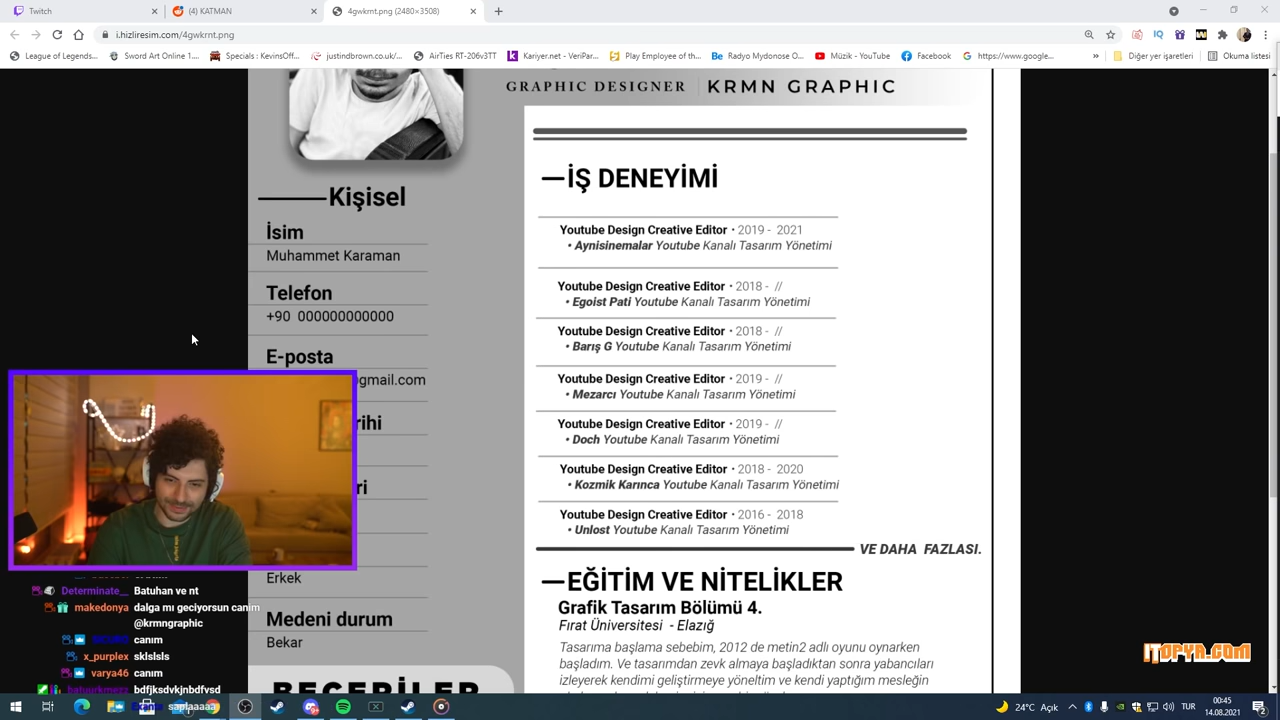 Twitch
(4) KATMAN
4gwkrnt.png (2480×3508)
i.hizliresim.com/4gwkrnt.png
League of Legends...
Sword Art Online 1....
Specials : KevinsOff...
justindbrown.co.uk/...
AirTies RT-206v3TT
Kariyer.net - VeriPar...
Play Employee of th...
Radyo Mydonose O...
Müzik - YouTube
Facebook
https://www.google...
»
Diğer yer işaretleri
Okuma listesi
GRAPHIC DESIGNER
KRMN GRAPHIC
Kişisel
İsim
Muhammet Karaman
Telefon
+90 000000000000
E-posta
gmail.com
rihi
ri
Erkek
Medeni durum
Bekar
BECERİLER
İŞ DENEYİMİ
Youtube Design Creative Editor • 2019 - 2021
• Aynisinemalar Youtube Kanalı Tasarım Yönetimi
Youtube Design Creative Editor • 2018 - //
• Egoist Pati Youtube Kanalı Tasarım Yönetimi
Youtube Design Creative Editor • 2018 - //
• Barış G Youtube Kanalı Tasarım Yönetimi
Youtube Design Creative Editor • 2019 - //
• Mezarcı Youtube Kanalı Tasarım Yönetimi
Youtube Design Creative Editor • 2019 - //
• Doch Youtube Kanalı Tasarım Yönetimi
Youtube Design Creative Editor • 2018 - 2020
• Kozmik Karınca Youtube Kanalı Tasarım Yönetimi
Youtube Design Creative Editor • 2016 - 2018
• Unlost Youtube Kanalı Tasarım Yönetimi
VE DAHA FAZLASI.
EĞİTİM VE NİTELİKLER
Grafik Tasarım Bölümü 4.
Fırat Üniversitesi - Elazığ
Tasarıma başlama sebebim, 2012 de metin2 adlı oyunu oynarken
başladım. Ve tasarımdan zevk almaya başladıktan sonra yabancıları
izleyerek kendimi geliştirmeye yöneltim ve kendi yaptığım mesleğin
Determinate__ Batuhan ve nt
makedonya dalga mı geciyorsun canim
@krmngraphic
canım
x_purplex sklslsls
varya46 canım
batuurkmeza bdfjksdvkjnbdfvsd
saplaaaaa
ITOPYA.COM
24°C Açık
TUR
00:45
14.08.2021
2